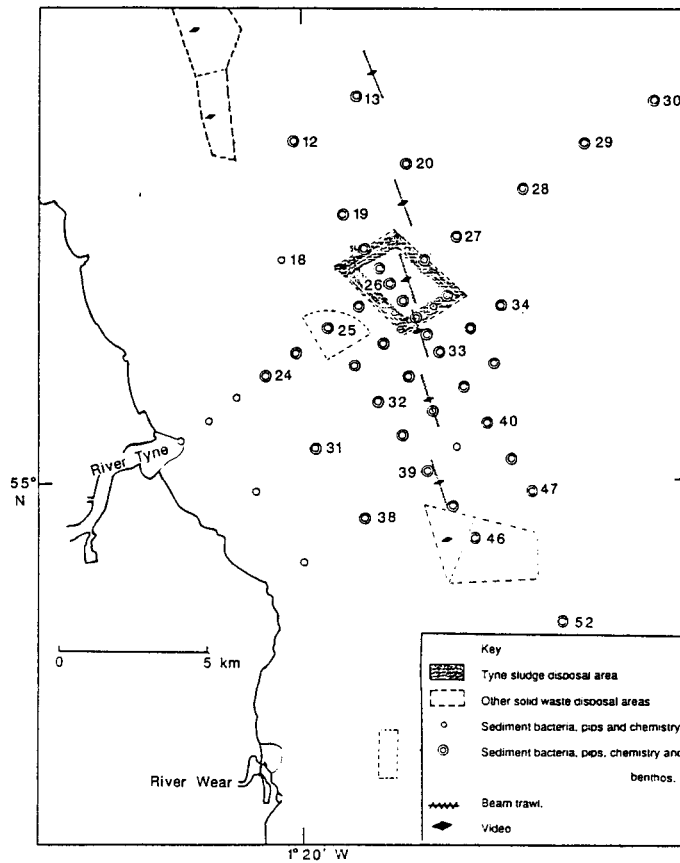 13
30
12
29
20
28
19
27
18
26
34
25
33
24
32
40
31
River Tyne
39
55°
N
47
38
46
52
Key
0 5 km
Tyne sludge disposal area
Other solid waste disposal areas
Sediment bacteria, pips and chemistry
Sediment bacteria, pips, chemistry and
benthos.
River Wear
Beam trawl.
Video
1° 20' W